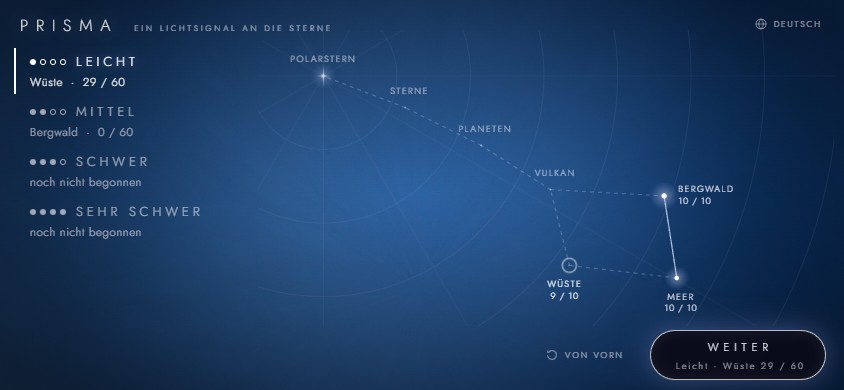 PRISMA
EIN LICHTSIGNAL AN DIE STERNE
DEUTSCH
LEICHT
Wüste · 29 / 60
MITTEL
Bergwald · 0 / 60
SCHWER
noch nicht begonnen
SEHR SCHWER
noch nicht begonnen
POLARSTERN
STERNE
PLANETEN
VULKAN
BERGWALD
10 / 10
WÜSTE
9 / 10
MEER
10 / 10
VON VORN
WEITER
Leicht · Wüste 29 / 60